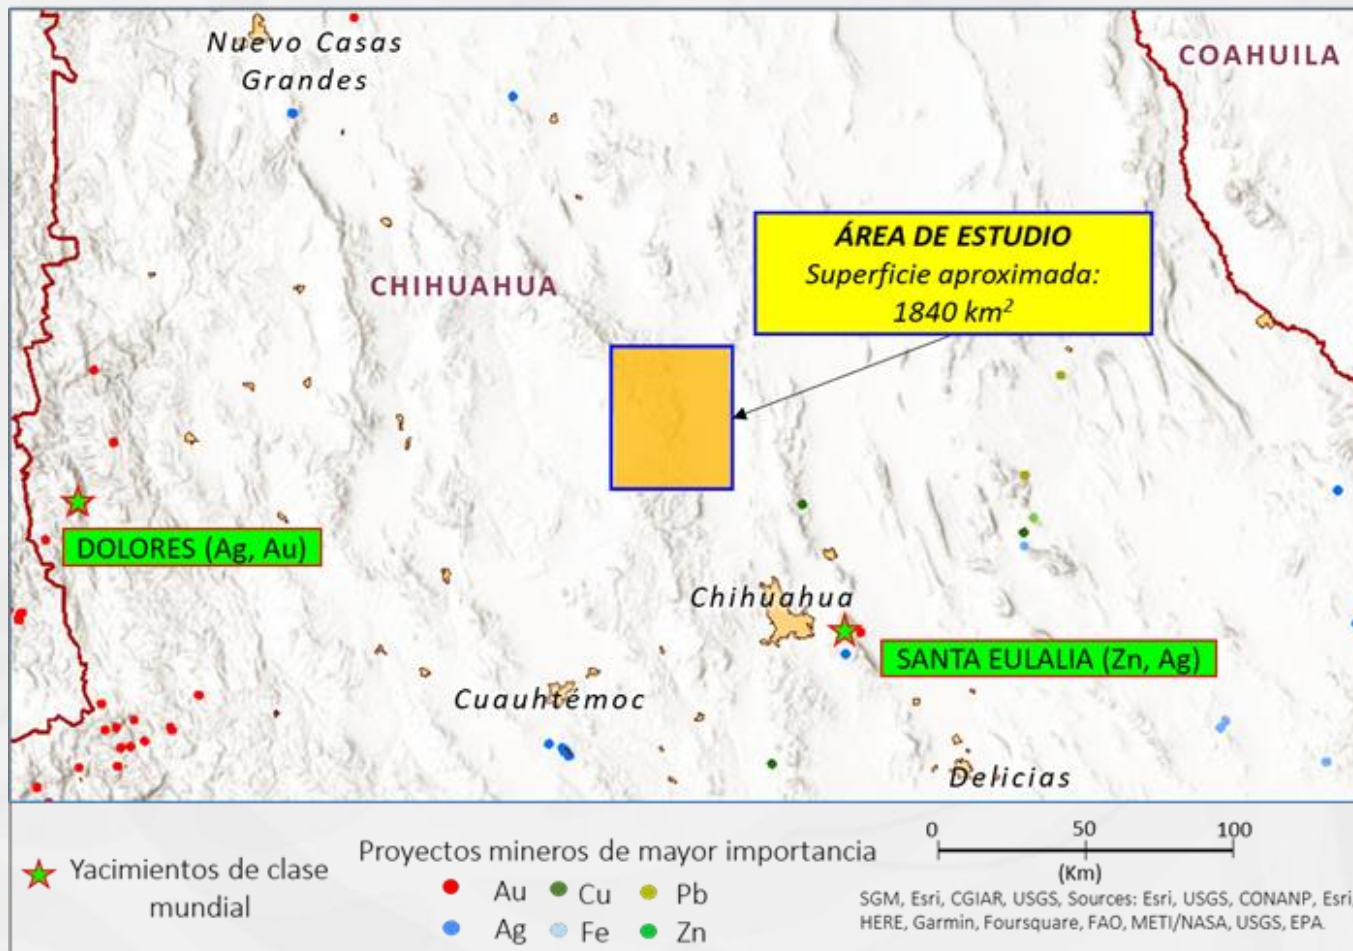 Nuevo Casas
Grandes
COAHUILA
CHIHUAHUA
ÁREA DE ESTUDIO
Superficie aproximada:
1840 km²
DOLORES (Ag, Au)
Chihuahua
SANTA EULALIA (Zn, Ag)
Cuauhtémoc
Delicias
Yacimientos de clase
mundial
Proyectos mineros de mayor importancia
Au Cu Pb
Ag Fe Zn
0 50 100
(Km)
SGM, Esri, CGIAR, USGS, Sources: Esri, USGS, CONANP, Esri,
HERE, Garmin, Foursquare, FAO, METI/NASA, USGS, EPA